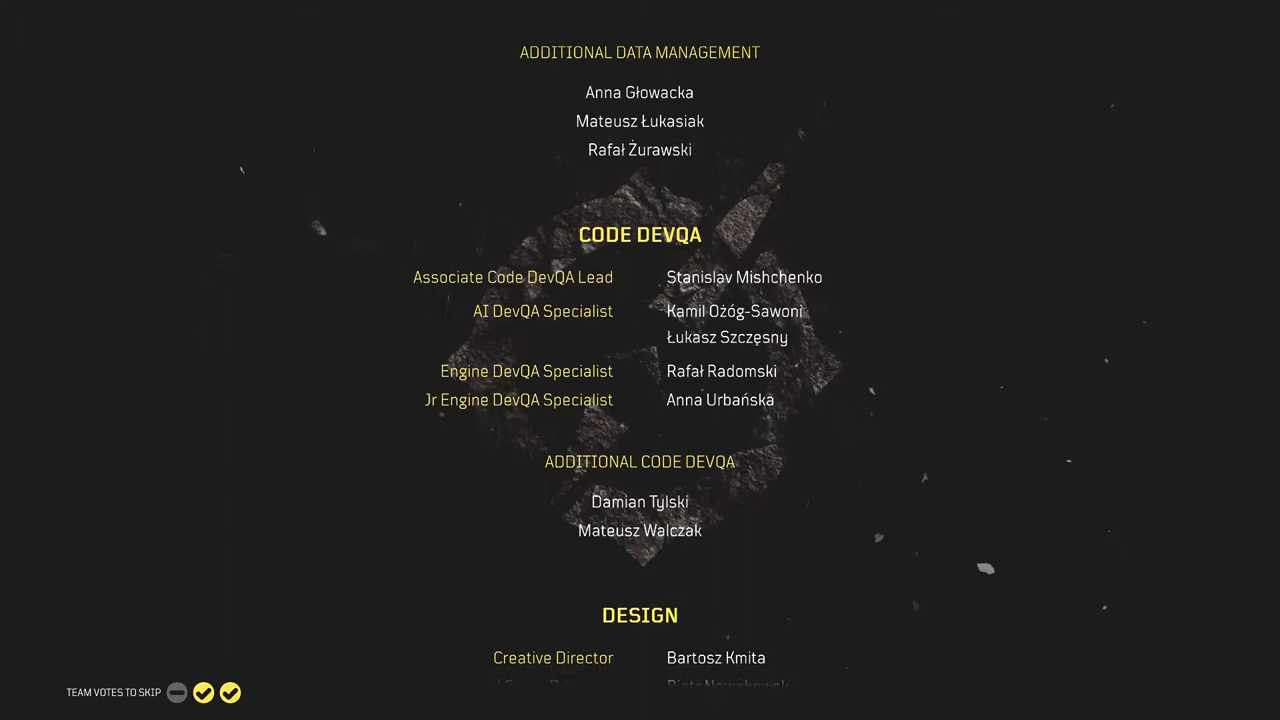 ADDITIONAL DATA MANAGEMENT
Anna Głowacka
Mateusz Łukasiak
Rafał Żurawski
CODE DEVQA
Associate Code DevQA Lead Stanislav Mishchenko
AI DevQA Specialist Kamil Ożóg-Sawoni
Łukasz Szczęsny
Engine DevQA Specialist Rafał Radomski
Jr Engine DevQA Specialist Anna Urbańska
ADDITIONAL CODE DEVQA
Damian Tylski
Mateusz Walczak
DESIGN
Creative Director Bartosz Kmita
TEAM VOTES TO SKIP